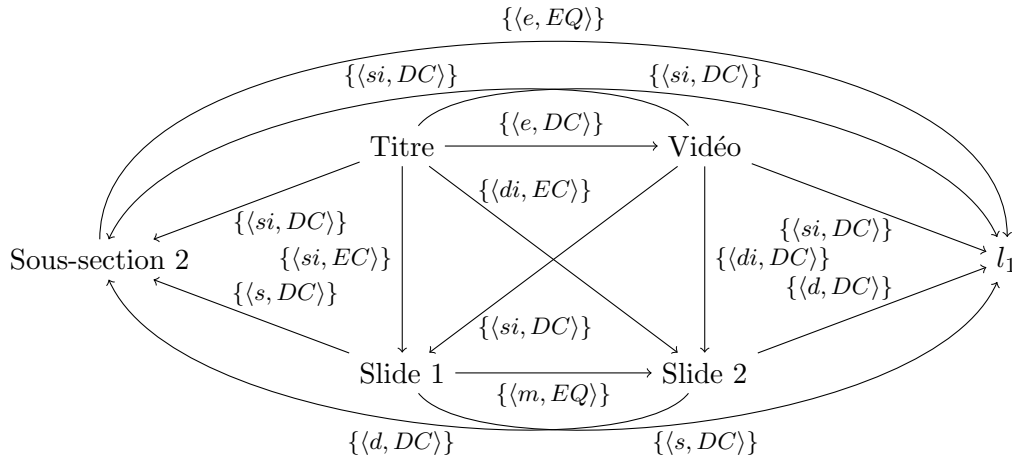 {⟨e, EQ⟩}
{⟨si, DC⟩} {⟨si, DC⟩}
{⟨e, DC⟩}
Titre Vidéo
{⟨di, EC⟩}
{⟨si, DC⟩} {⟨si, DC⟩}
Sous-section 2 {⟨si, EC⟩} {⟨di, DC⟩} l₁
{⟨s, DC⟩} {⟨d, DC⟩}
{⟨si, DC⟩}
Slide 1 Slide 2
{⟨m, EQ⟩}
{⟨d, DC⟩} {⟨s, DC⟩}